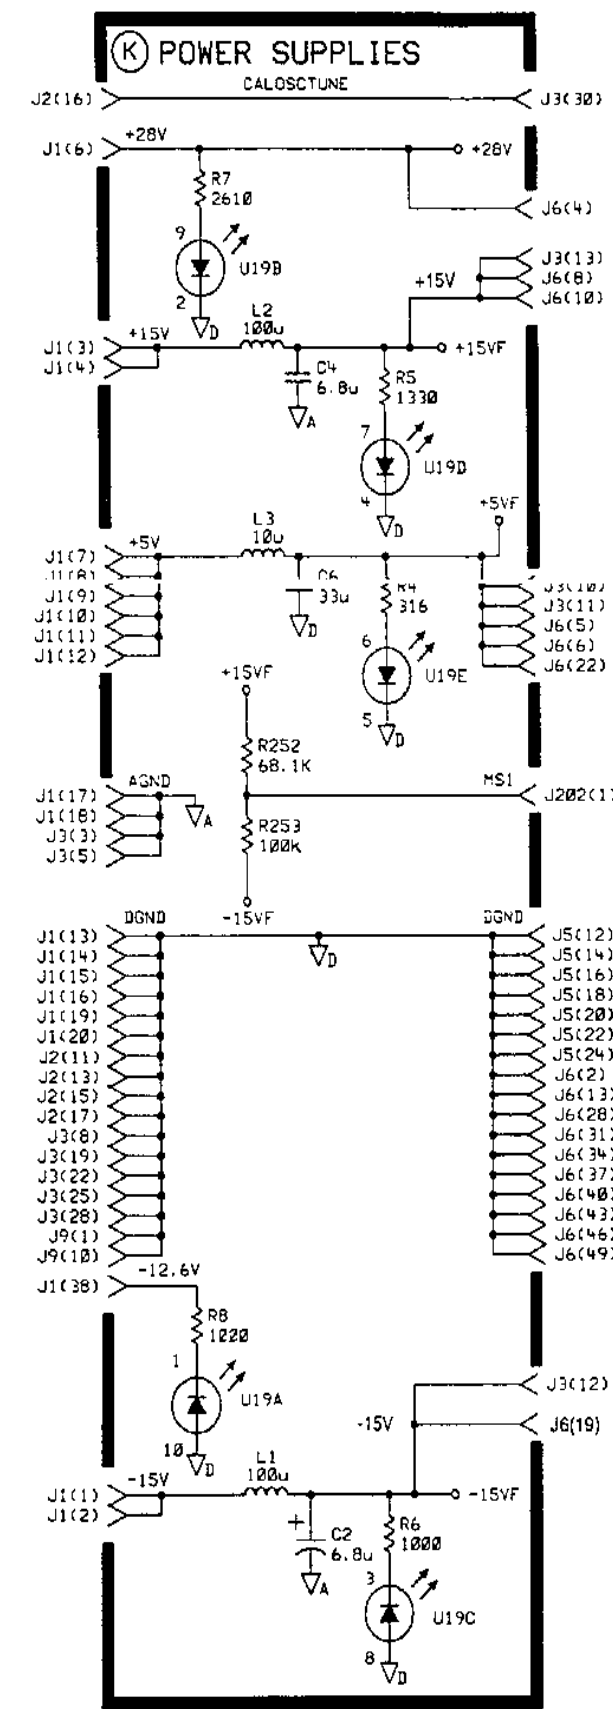 K POWER SUPPLIES
CALOSCTUNE
J2(16) J3(30)
J1(6) +28V +28V
R7
2610
J6(4)
9
U19B
2
D
J3(13)
+15V J6(8)
J6(10)
L2
100u
J1(3) +15V +15VF
J1(4)
C4
6.8u
A
R5
1330
7
U19D
4
D
+5VF
L3
10u
J1(7) +5V
J1(8)
J1(9)
J1(10)
J1(11)
J1(12)
C6
33u
D
R4
316
J3(10)
J3(11)
J6(5)
J6(6)
J6(22)
6
U19E
5
D
+15VF
R252
68.1K
AGND
J1(17)
J1(18)
J3(3)
J3(5)
A
MS1
J202(1)
R253
100K
-15VF
DGND DGND
D
J1(13) J5(12)
J1(14) J5(14)
J1(15) J5(16)
J1(16) J5(18)
J1(19) J5(20)
J1(20) J5(22)
J2(11) J5(24)
J2(13) J6(2)
J2(15) J6(13)
J2(17) J6(28)
J3(8) J6(31)
J3(19) J6(34)
J3(22) J6(37)
J3(25) J6(40)
J3(28) J6(43)
J9(1) J6(46)
J9(10) J6(49)
J1(38) -12.6V
R8
1000
1
U19A
10
D
J3(12)
-15V J6(19)
L1
100u
J1(1) -15V -15VF
J1(2)
+
C2
6.8u
A
R6
1000
3
U19C
8
D